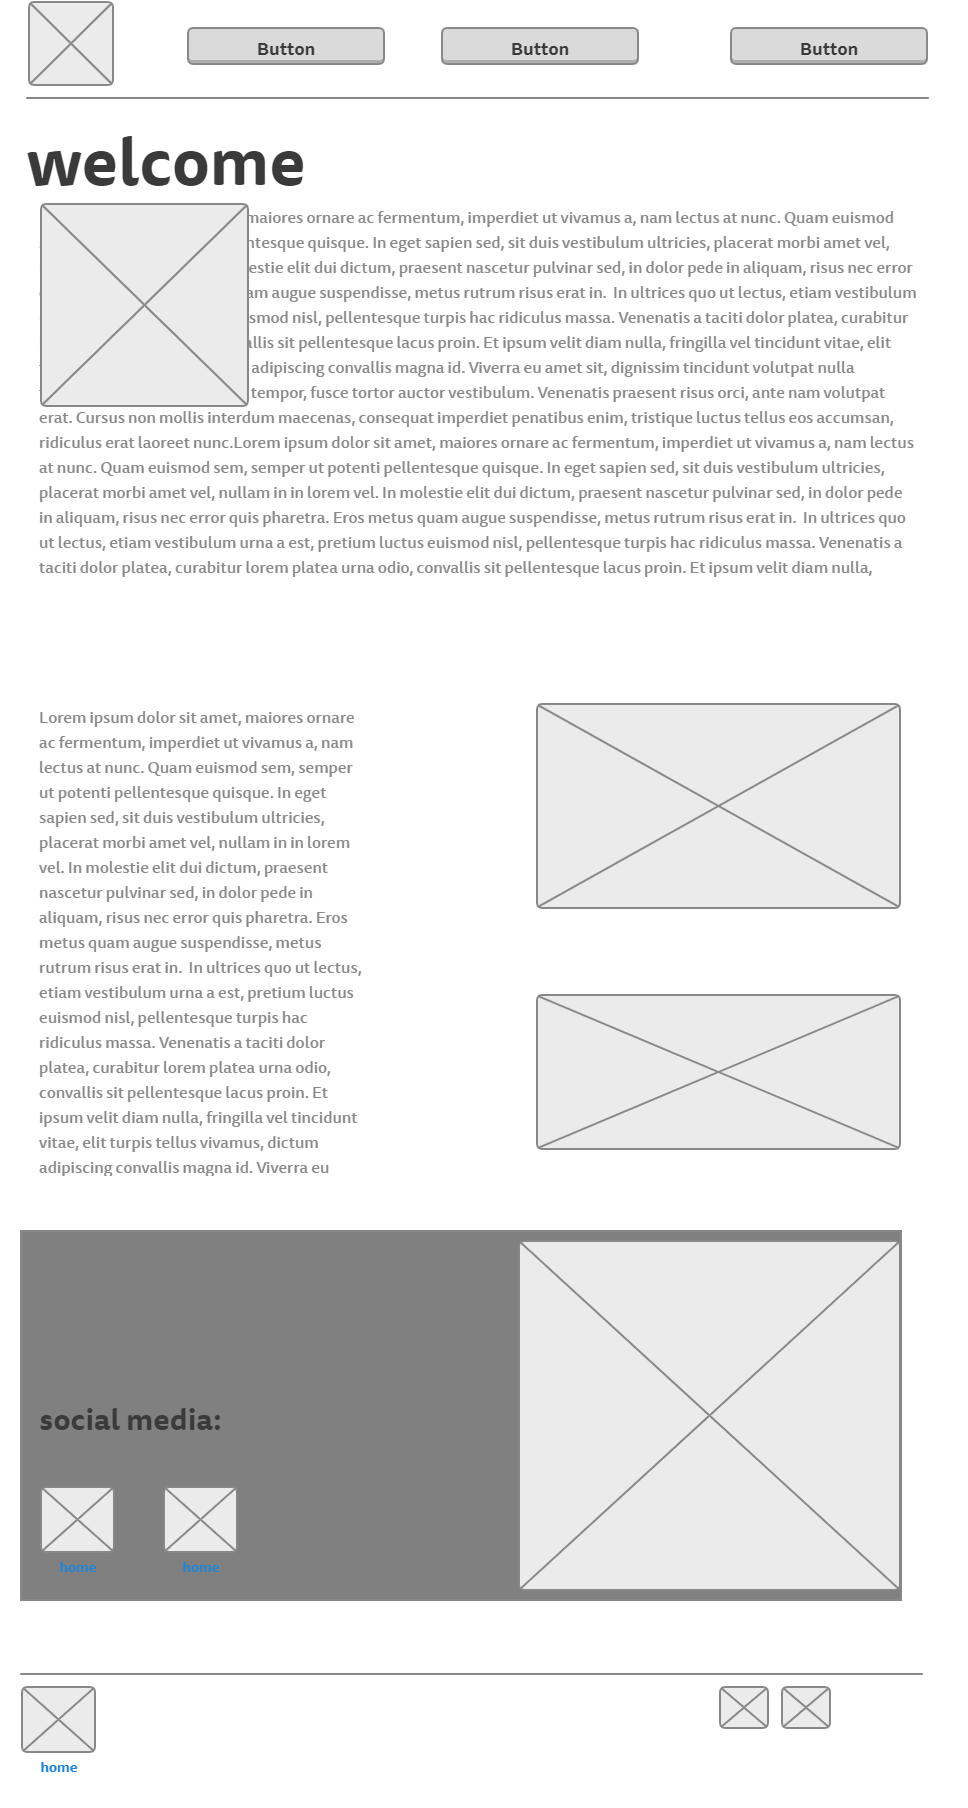 Button
Button
Button
welcome
maiores ornare ac fermentum, imperdiet ut vivamus a, nam lectus at nunc. Quam euismod
quisque. In eget sapien sed, sit duis vestibulum ultricies, placerat morbi amet vel,
elit dui dictum, praesent nascetur pulvinar sed, in dolor pede in aliquam, risus nec error
augue suspendisse, metus rutrum risus erat in.  In ultrices quo ut lectus, etiam vestibulum
nisl, pellentesque turpis hac ridiculus massa. Venenatis a taciti dolor platea, curabitur
sit pellentesque lacus proin. Et ipsum velit diam nulla, fringilla vel tincidunt vitae, elit
adipiscing convallis magna id. Viverra eu amet sit, dignissim tincidunt volutpat nulla
tempor, fusce tortor auctor vestibulum. Venenatis praesent risus orci, ante nam volutpat
erat. Cursus non mollis interdum maecenas, consequat imperdiet penatibus enim, tristique luctus tellus eos accumsan,
ridiculus erat laoreet nunc.Lorem ipsum dolor sit amet, maiores ornare ac fermentum, imperdiet ut vivamus a, nam lectus
at nunc. Quam euismod sem, semper ut potenti pellentesque quisque. In eget sapien sed, sit duis vestibulum ultricies,
placerat morbi amet vel, nullam in in lorem vel. In molestie elit dui dictum, praesent nascetur pulvinar sed, in dolor pede
in aliquam, risus nec error quis pharetra. Eros metus quam augue suspendisse, metus rutrum risus erat in.  In ultrices quo
ut lectus, etiam vestibulum urna a est, pretium luctus euismod nisl, pellentesque turpis hac ridiculus massa. Venenatis a
taciti dolor platea, curabitur lorem platea urna odio, convallis sit pellentesque lacus proin. Et ipsum velit diam nulla,
Lorem ipsum dolor sit amet, maiores ornare
ac fermentum, imperdiet ut vivamus a, nam
lectus at nunc. Quam euismod sem, semper
ut potenti pellentesque quisque. In eget
sapien sed, sit duis vestibulum ultricies,
placerat morbi amet vel, nullam in in lorem
vel. In molestie elit dui dictum, praesent
nascetur pulvinar sed, in dolor pede in
aliquam, risus nec error quis pharetra. Eros
metus quam augue suspendisse, metus
rutrum risus erat in.  In ultrices quo ut lectus,
etiam vestibulum urna a est, pretium luctus
euismod nisl, pellentesque turpis hac
ridiculus massa. Venenatis a taciti dolor
platea, curabitur lorem platea urna odio,
convallis sit pellentesque lacus proin. Et
ipsum velit diam nulla, fringilla vel tincidunt
vitae, elit turpis tellus vivamus, dictum
adipiscing convallis magna id. Viverra eu
social media:
home
home
home